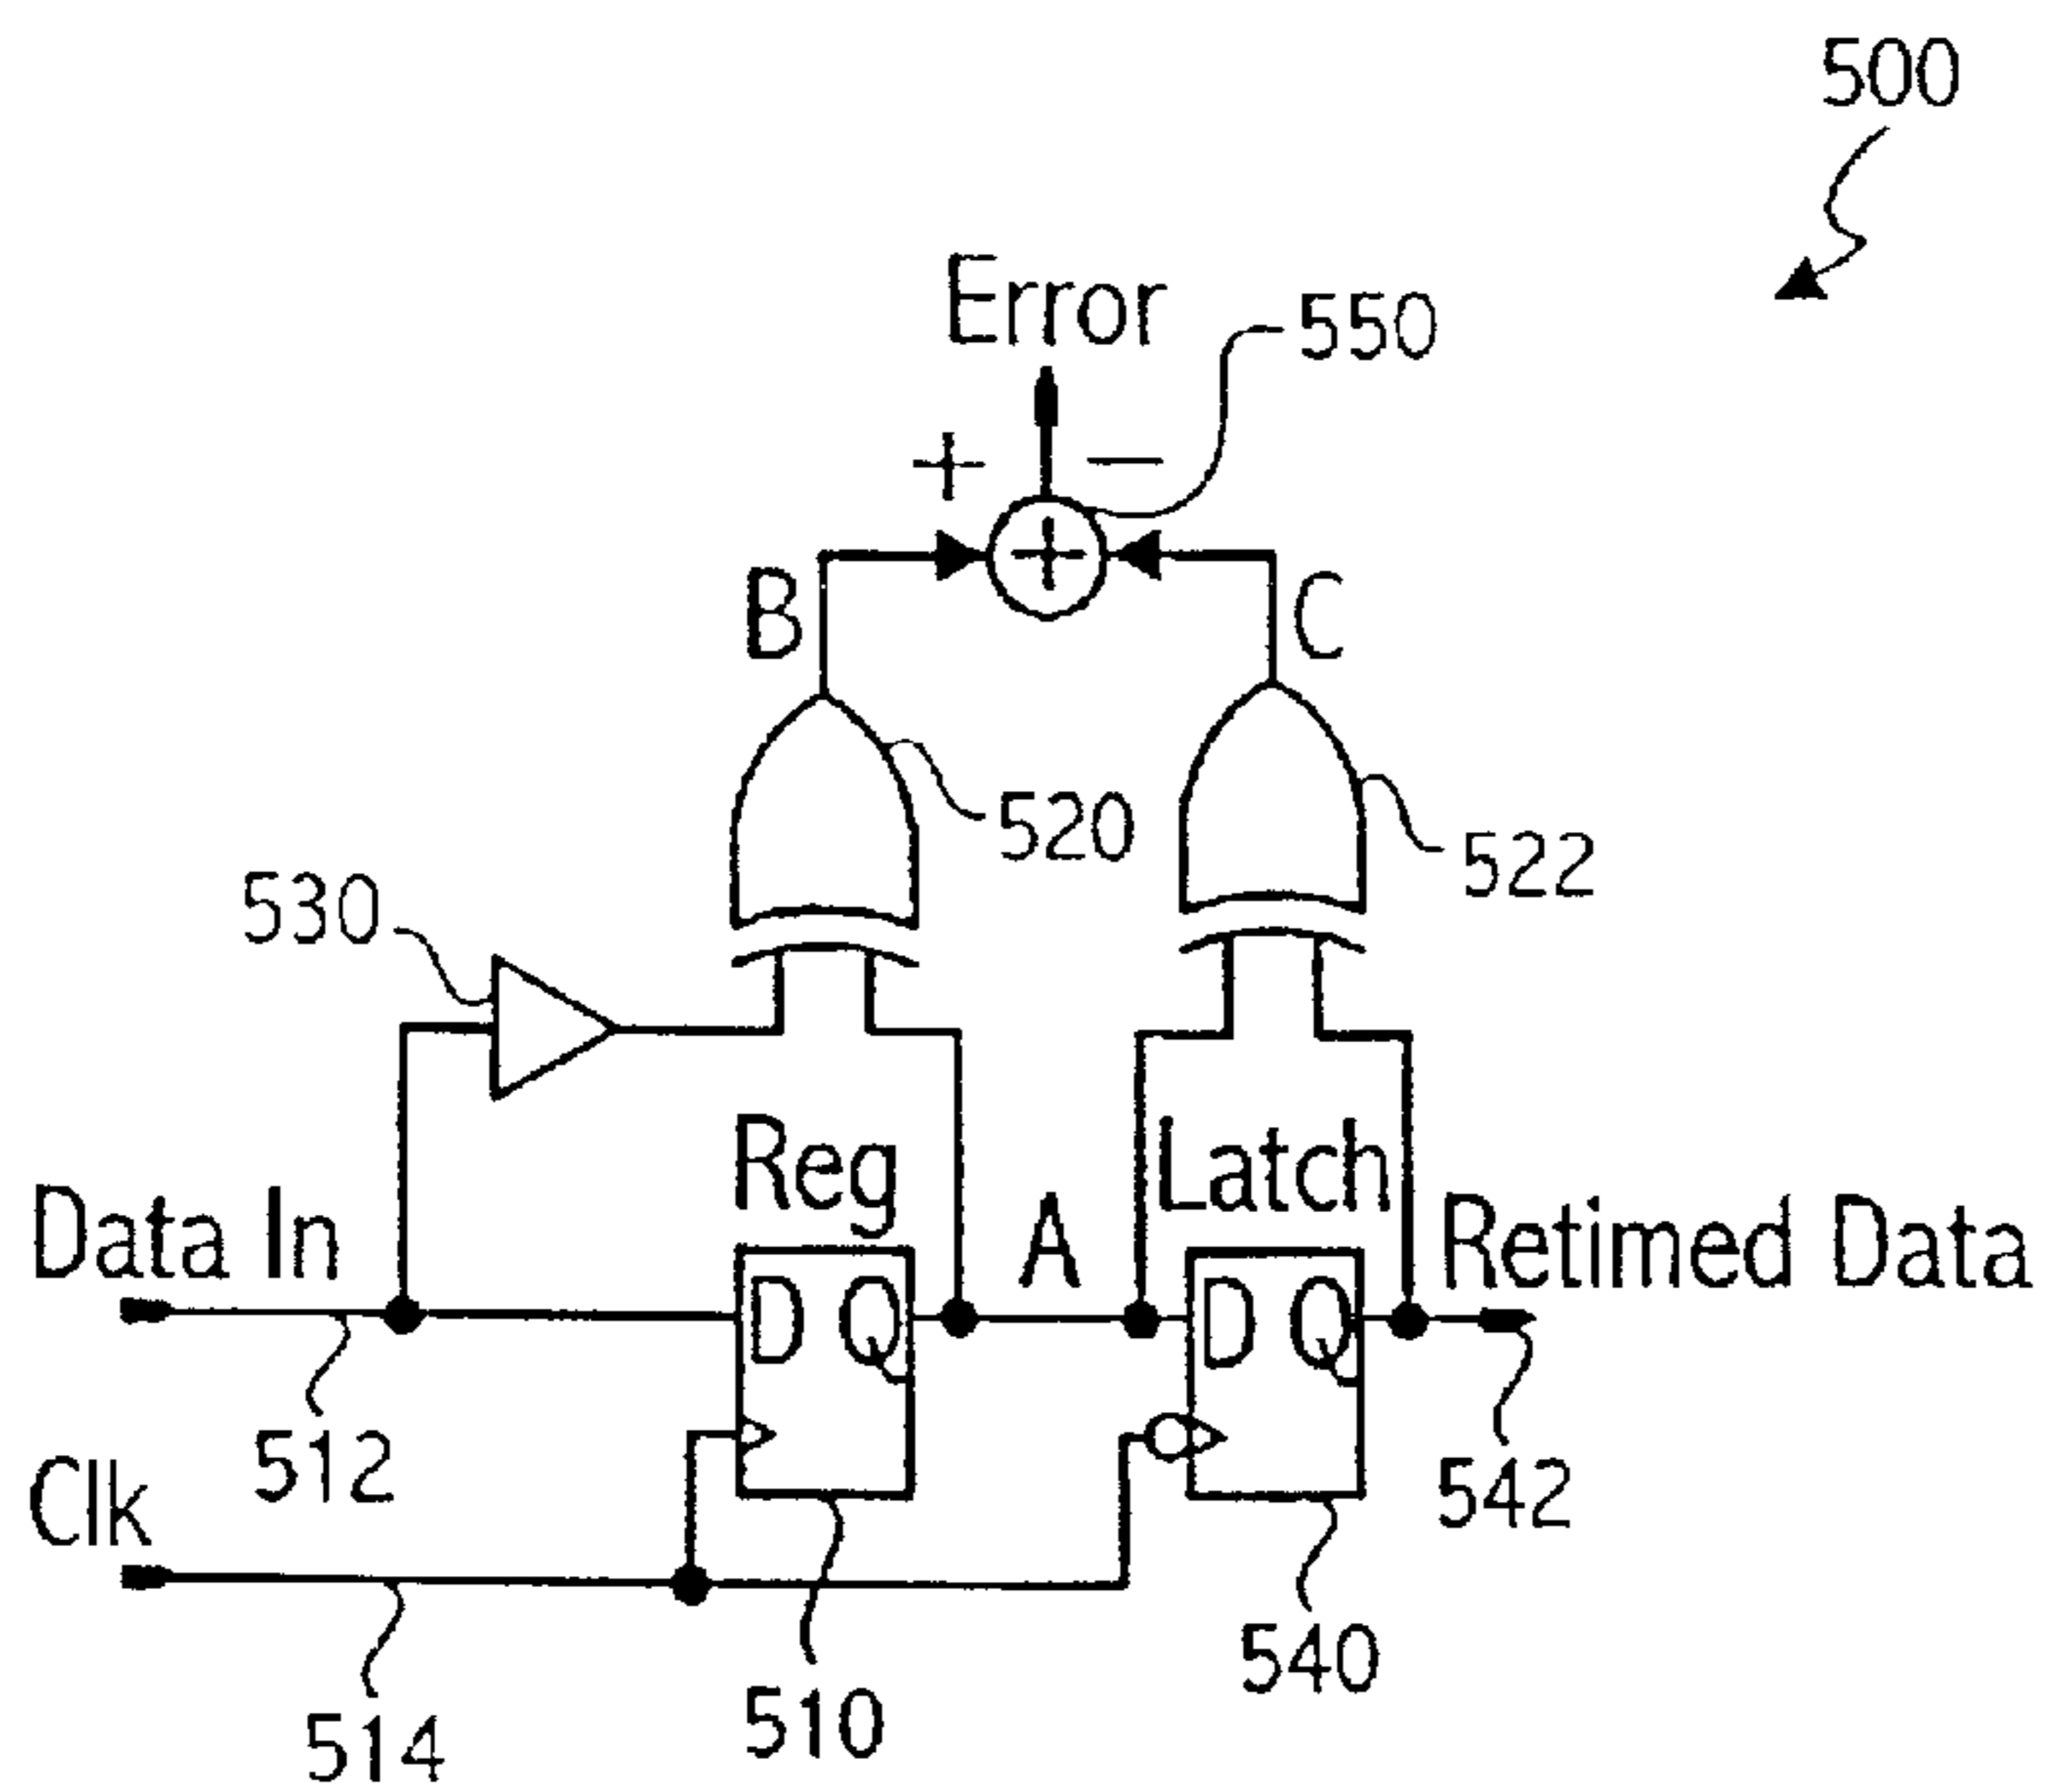 500
Error
550
+ −
+
B C
520
522
530
Reg Latch
Data In A Retimed Data
D Q D Q
512
Clk
542
540
510
514